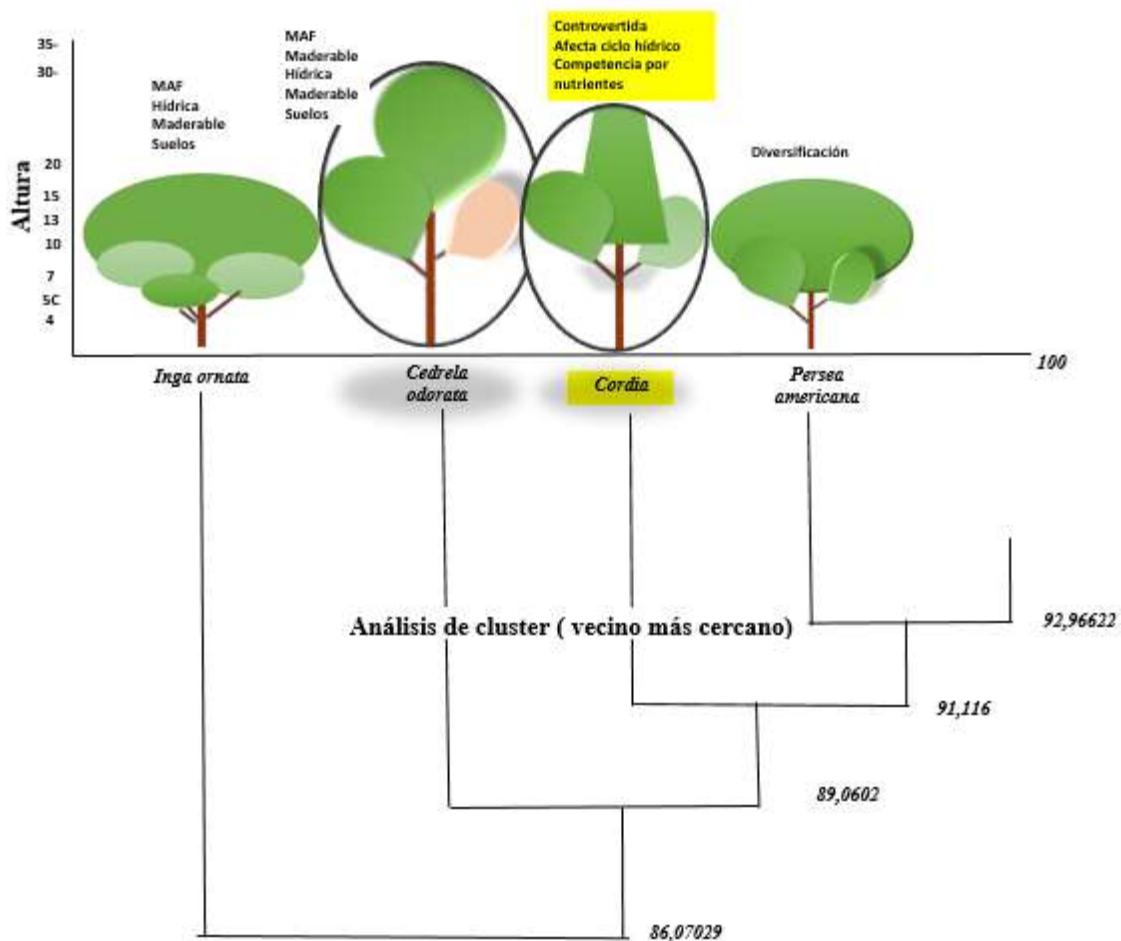 35-
30-
20
15
13
10
7
5C
4
Altura
MAF
Hídrica
Maderable
Suelos
MAF
Maderable
Hídrica
Maderable
Suelos
Controvertida
Afecta ciclo hídrico
Competencia por
nutrientes
Diversificación
100
Inga ornata
Cedrela
odorata
Cordia
Persea
americana
Análisis de cluster ( vecino más cercano)
92,96622
91,116
89,0602
86,07029